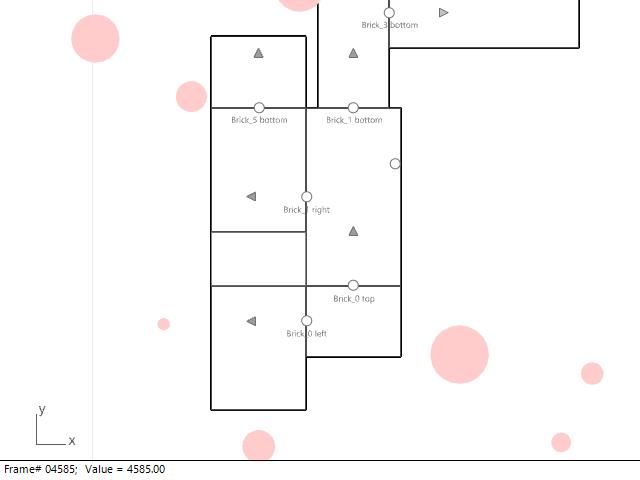 Brick_3 bottom
Brick_5 bottom
Brick_1 bottom
Brick_1 right
Brick_0 top
Brick_0 left
y
x
Frame# 04585; Value = 4585.00